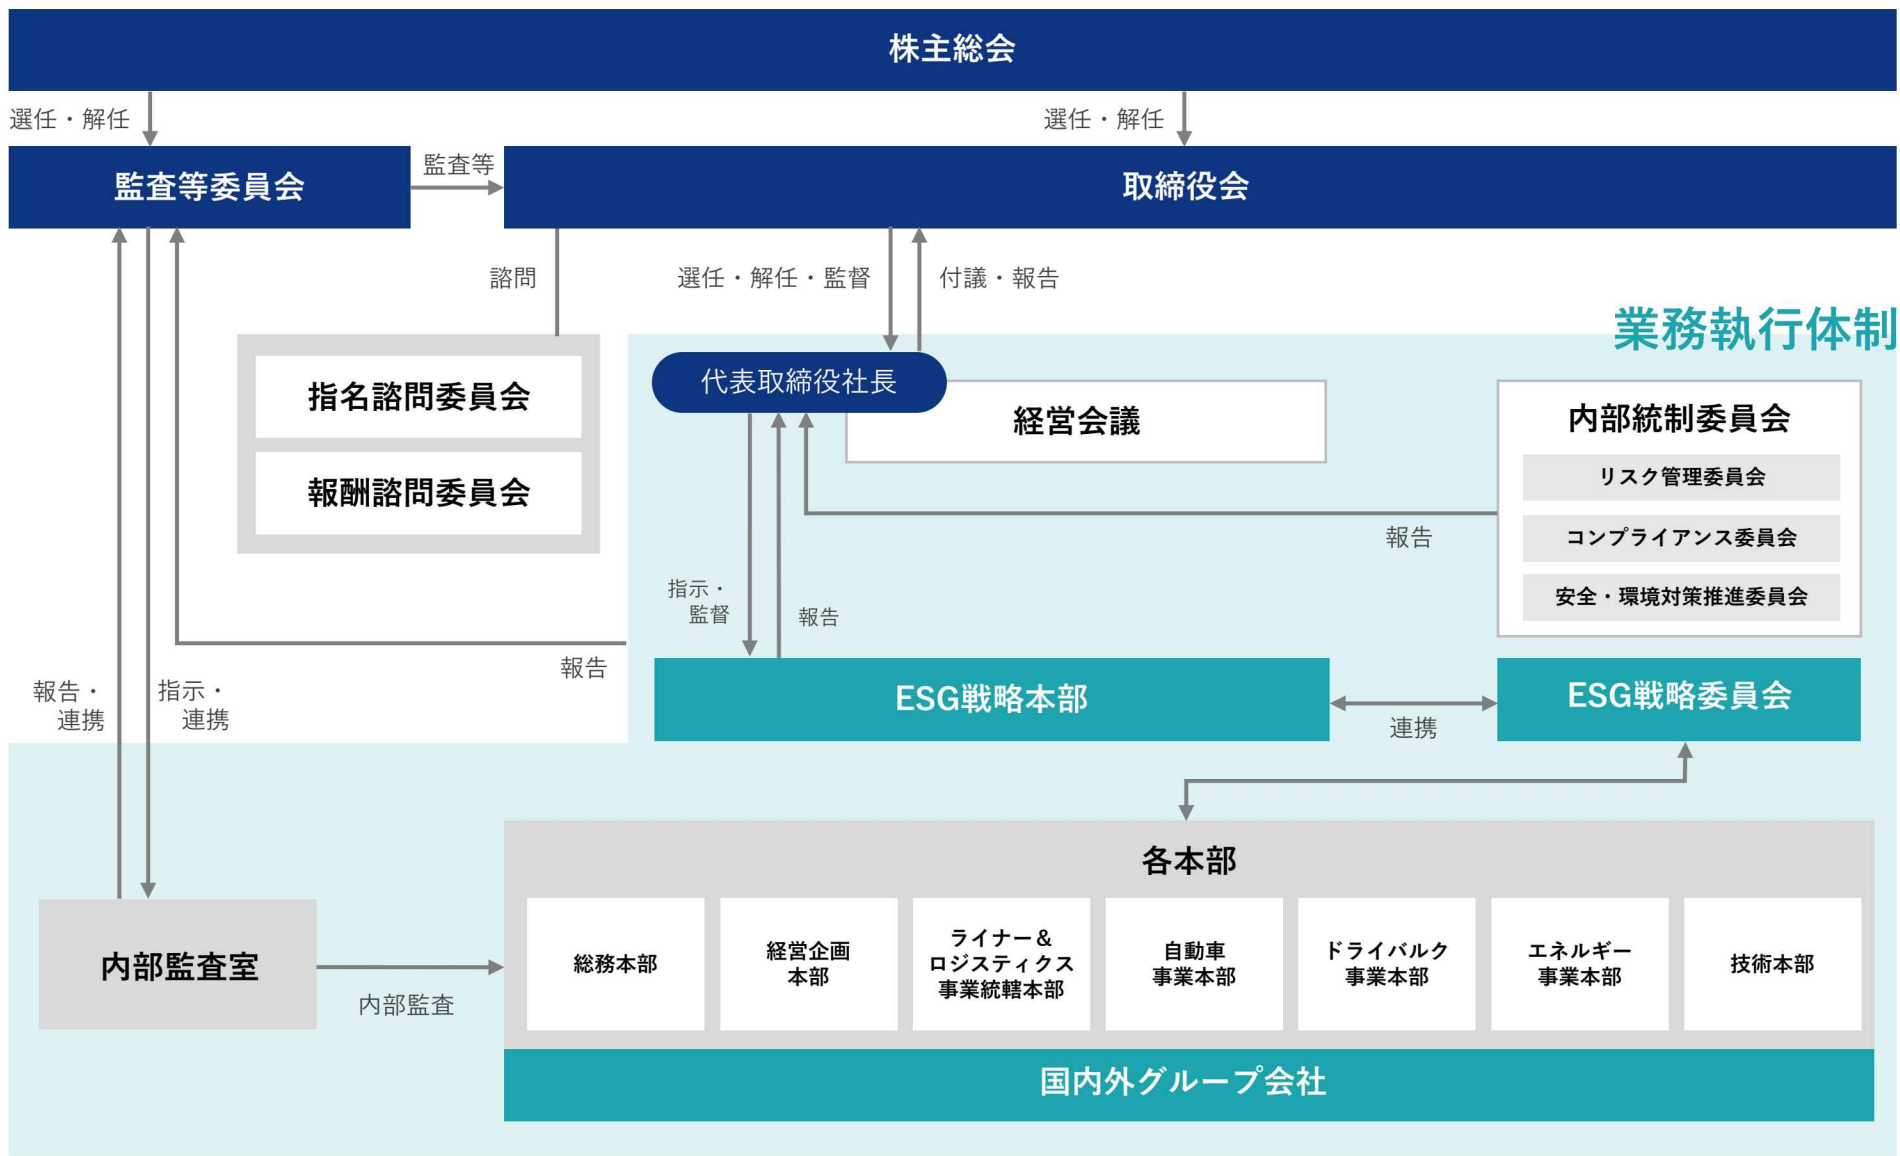 株主総会
選任・解任
選任・解任
監査等委員会
監査等
取締役会
諮問
選任・解任・監督
付議・報告
業務執行体制
指名諮問委員会
報酬諮問委員会
代表取締役社長
経営会議
内部統制委員会
リスク管理委員会
コンプライアンス委員会
安全・環境対策推進委員会
報告
指示・
監督
報告
報告
報告・
連携
指示・
連携
ESG戦略本部
連携
ESG戦略委員会
各本部
内部監査室
内部監査
総務本部
経営企画
本部
ライナー＆
ロジスティクス
事業統轄本部
自動車
事業本部
ドライバルク
事業本部
エネルギー
事業本部
技術本部
国内外グループ会社